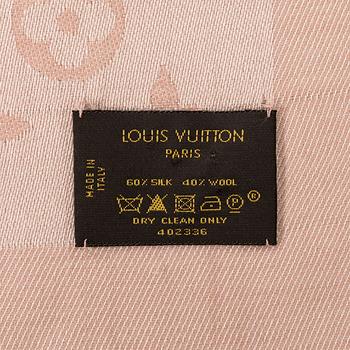 LOUIS VUITTON
PARIS
MADE IN
ITALY
60% SILK 40% WOOL
P
®
DRY CLEAN ONLY
402336